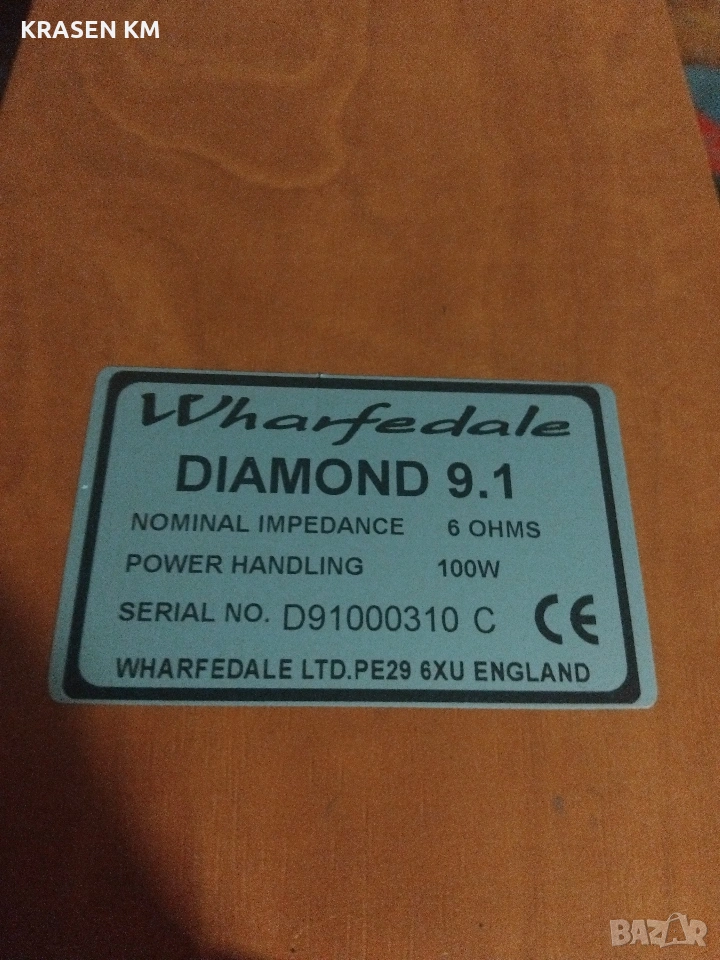 KRASEN KM
Wharfedale
DIAMOND 9.1
NOMINAL IMPEDANCE 6 OHMS
POWER HANDLING 100W
SERIAL NO. D91000310 C CE
WHARFEDALE LTD.PE29 6XU ENGLAND
BAZAR